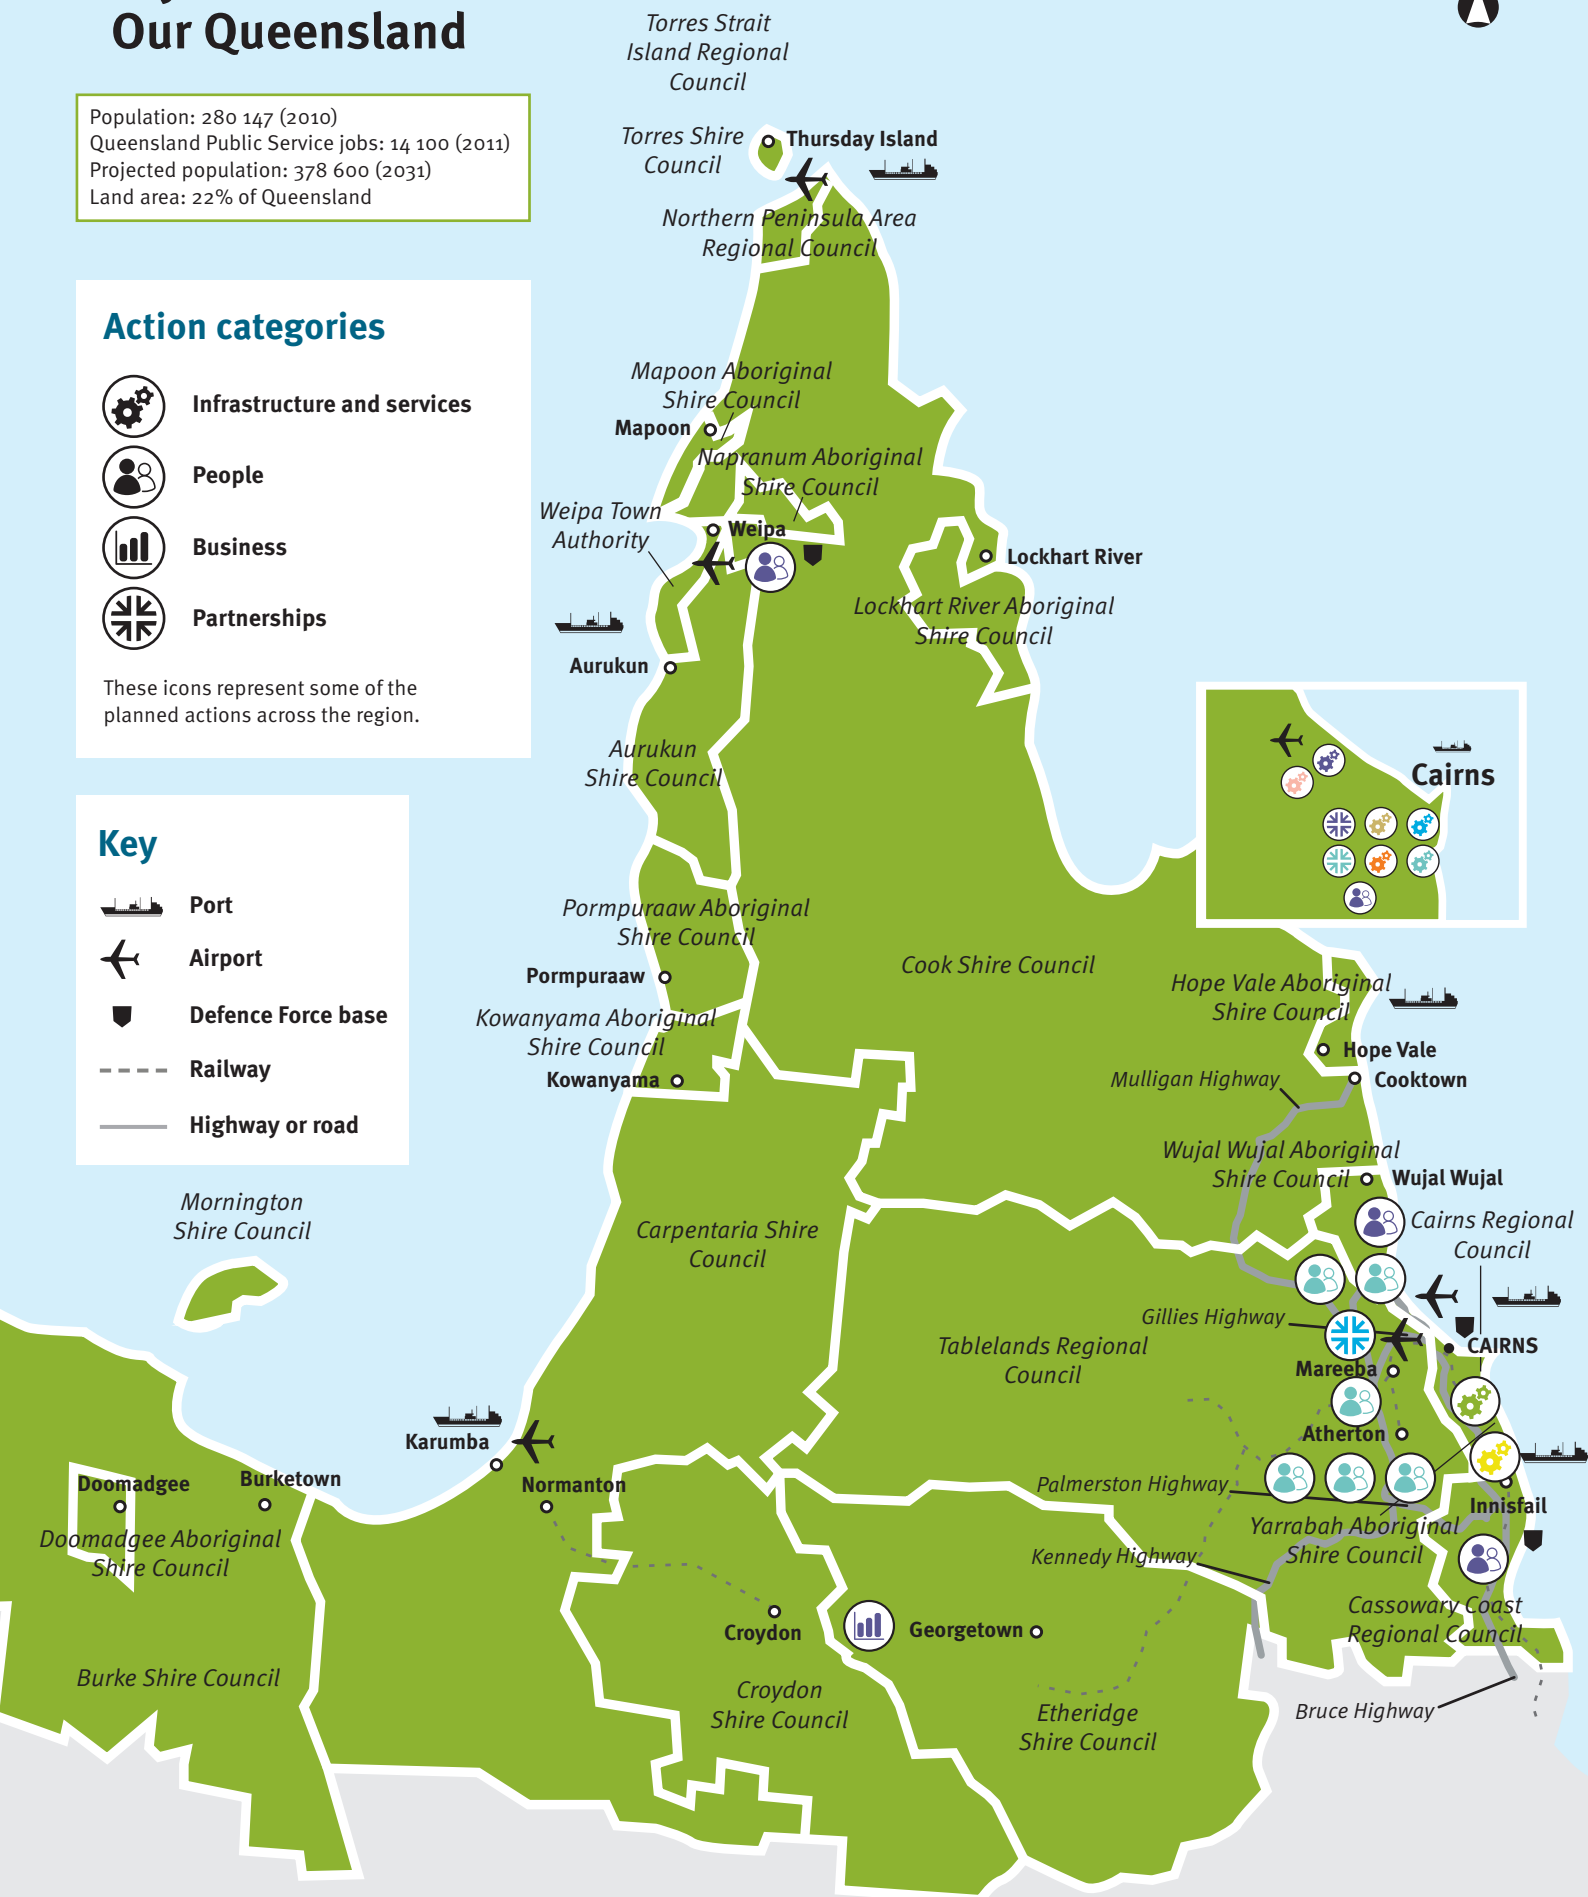 Our Queensland
Population: 280 147 (2010)
Queensland Public Service jobs: 14 100 (2011)
Projected population: 378 600 (2031)
Land area: 22% of Queensland
Action categories
Infrastructure and services
People
Business
Partnerships
These icons represent some of the
planned actions across the region.
Key
Port
Airport
Defence Force base
Railway
Highway or road
Torres Strait
Island Regional
Council
Torres Shire
Council
Thursday Island
Northern Peninsula Area
Regional Council
Mapoon Aboriginal
Shire Council
Mapoon
Napranum Aboriginal
Shire Council
Weipa Town
Authority
Weipa
Lockhart River
Lockhart River Aboriginal
Shire Council
Aurukun
Aurukun
Shire Council
Cairns
Pormpuraaw Aboriginal
Shire Council
Pormpuraaw
Cook Shire Council
Hope Vale Aboriginal
Shire Council
Kowanyama Aboriginal
Shire Council
Kowanyama
Hope Vale
Mulligan Highway
Cooktown
Wujal Wujal Aboriginal
Shire Council
Wujal Wujal
Mornington
Shire Council
Carpentaria Shire
Council
Cairns Regional
Council
Gillies Highway
Tablelands Regional
Council
CAIRNS
Mareeba
Atherton
Karumba
Normanton
Doomadgee
Burketown
Doomadgee Aboriginal
Shire Council
Palmerston Highway
Innisfail
Yarrabah Aboriginal
Shire Council
Kennedy Highway
Cassowary Coast
Regional Council
Croydon
Georgetown
Burke Shire Council
Croydon
Shire Council
Etheridge
Shire Council
Bruce Highway